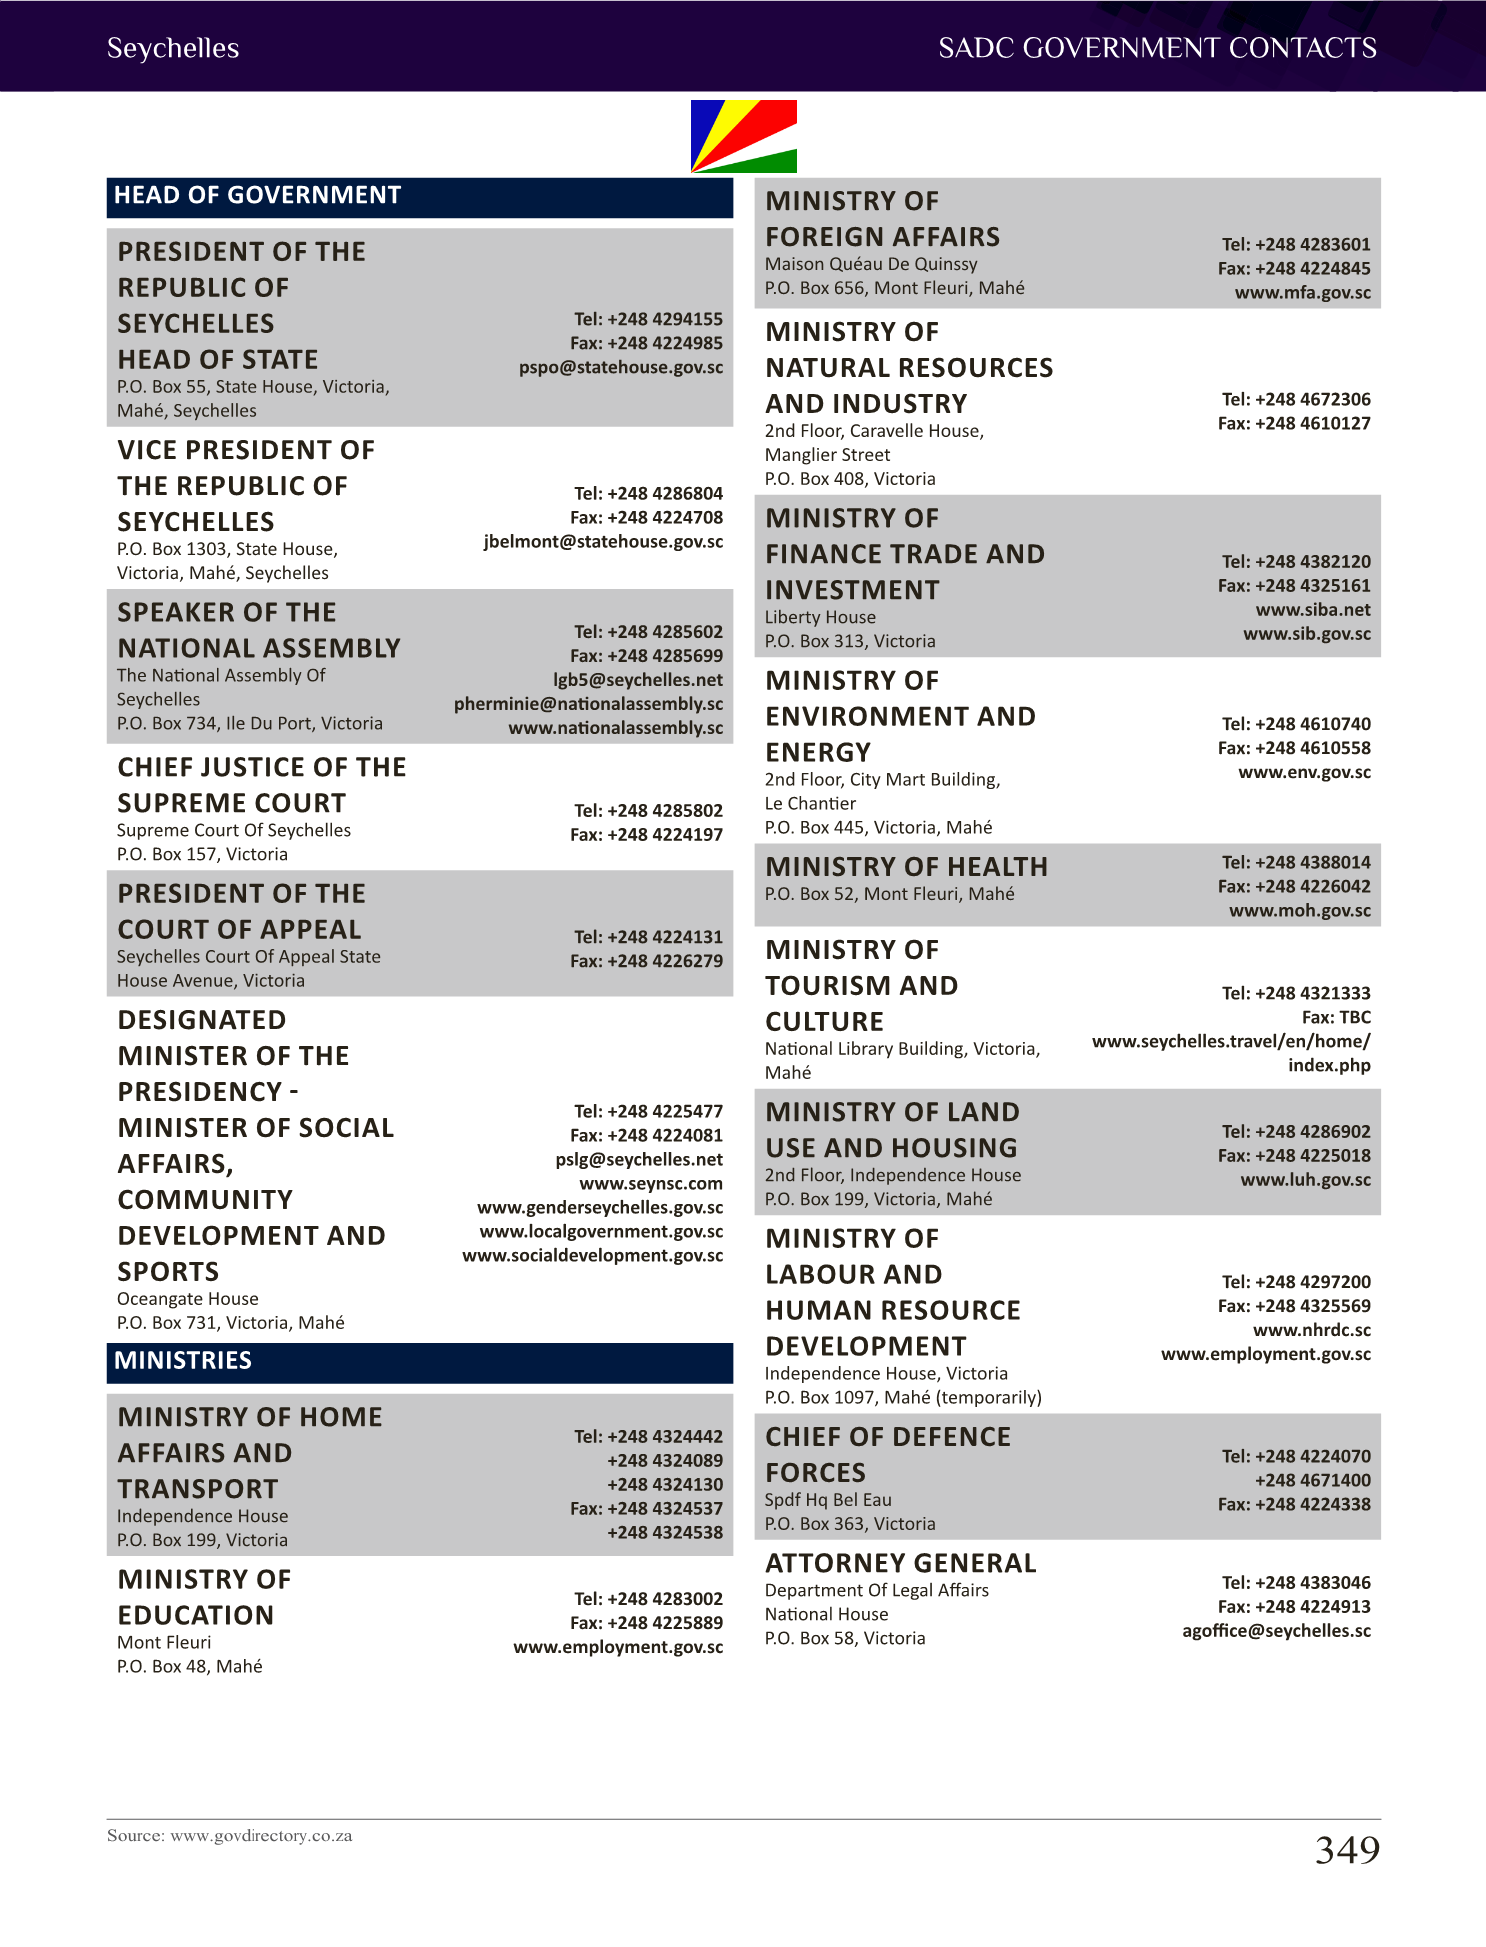 Seychelles
SADC GOVERNMENT CONTACTS
HEAD OF GOVERNMENT
PRESIDENT OF THE
REPUBLIC OF
SEYCHELLES
HEAD OF STATE
P.O. Box 55, State House, Victoria,
Mahé, Seychelles
Tel: +248 4294155
Fax: +248 4224985
pspo@statehouse.gov.sc
VICE PRESIDENT OF
THE REPUBLIC OF
SEYCHELLES
P.O. Box 1303, State House,
Victoria, Mahé, Seychelles
Tel: +248 4286804
Fax: +248 4224708
jbelmont@statehouse.gov.sc
SPEAKER OF THE
NATIONAL ASSEMBLY
The National Assembly Of
Seychelles
P.O. Box 734, Ile Du Port, Victoria
Tel: +248 4285602
Fax: +248 4285699
lgb5@seychelles.net
pherminie@nationalassembly.sc
www.nationalassembly.sc
CHIEF JUSTICE OF THE
SUPREME COURT
Supreme Court Of Seychelles
P.O. Box 157, Victoria
Tel: +248 4285802
Fax: +248 4224197
PRESIDENT OF THE
COURT OF APPEAL
Seychelles Court Of Appeal State
House Avenue, Victoria
Tel: +248 4224131
Fax: +248 4226279
DESIGNATED
MINISTER OF THE
PRESIDENCY -
MINISTER OF SOCIAL
AFFAIRS,
COMMUNITY
DEVELOPMENT AND
SPORTS
Oceangate House
P.O. Box 731, Victoria, Mahé
Tel: +248 4225477
Fax: +248 4224081
pslg@seychelles.net
www.seynsc.com
www.genderseychelles.gov.sc
www.localgovernment.gov.sc
www.socialdevelopment.gov.sc
MINISTRIES
MINISTRY OF HOME
AFFAIRS AND
TRANSPORT
Independence House
P.O. Box 199, Victoria
Tel: +248 4324442
+248 4324089
+248 4324130
Fax: +248 4324537
+248 4324538
MINISTRY OF
EDUCATION
Mont Fleuri
P.O. Box 48, Mahé
Tel: +248 4283002
Fax: +248 4225889
www.employment.gov.sc
MINISTRY OF
FOREIGN AFFAIRS
Maison Quéau De Quinssy
P.O. Box 656, Mont Fleuri, Mahé
Tel: +248 4283601
Fax: +248 4224845
www.mfa.gov.sc
MINISTRY OF
NATURAL RESOURCES
AND INDUSTRY
2nd Floor, Caravelle House,
Manglier Street
P.O. Box 408, Victoria
Tel: +248 4672306
Fax: +248 4610127
MINISTRY OF
FINANCE TRADE AND
INVESTMENT
Liberty House
P.O. Box 313, Victoria
Tel: +248 4382120
Fax: +248 4325161
www.siba.net
www.sib.gov.sc
MINISTRY OF
ENVIRONMENT AND
ENERGY
2nd Floor, City Mart Building,
Le Chantier
P.O. Box 445, Victoria, Mahé
Tel: +248 4610740
Fax: +248 4610558
www.env.gov.sc
MINISTRY OF HEALTH
P.O. Box 52, Mont Fleuri, Mahé
Tel: +248 4388014
Fax: +248 4226042
www.moh.gov.sc
MINISTRY OF
TOURISM AND
CULTURE
National Library Building, Victoria,
Mahé
Tel: +248 4321333
Fax: TBC
www.seychelles.travel/en/home/
index.php
MINISTRY OF LAND
USE AND HOUSING
2nd Floor, Independence House
P.O. Box 199, Victoria, Mahé
Tel: +248 4286902
Fax: +248 4225018
www.luh.gov.sc
MINISTRY OF
LABOUR AND
HUMAN RESOURCE
DEVELOPMENT
Independence House, Victoria
P.O. Box 1097, Mahé (temporarily)
Tel: +248 4297200
Fax: +248 4325569
www.nhrdc.sc
www.employment.gov.sc
CHIEF OF DEFENCE
FORCES
Spdf Hq Bel Eau
P.O. Box 363, Victoria
Tel: +248 4224070
+248 4671400
Fax: +248 4224338
ATTORNEY GENERAL
Department Of Legal Affairs
National House
P.O. Box 58, Victoria
Tel: +248 4383046
Fax: +248 4224913
agoffice@seychelles.sc
Source: www.govdirectory.co.za
349